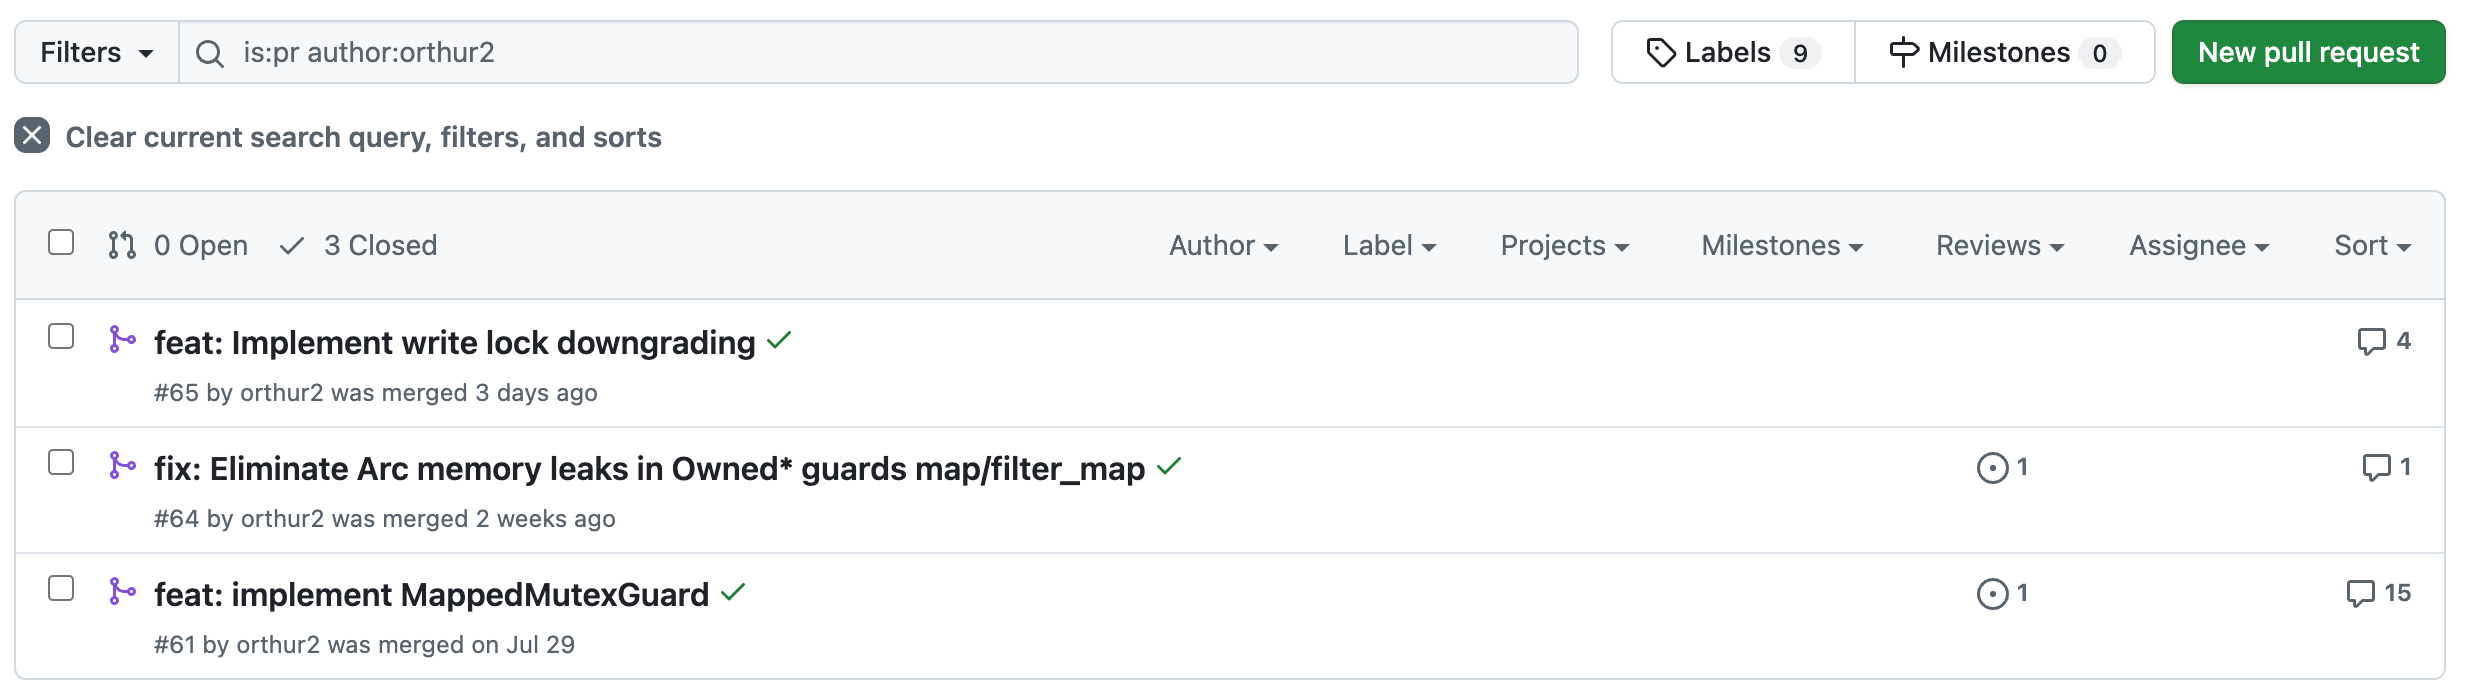 Filters is:pr author:orthur2 Labels 9 Milestones 0 New pull request
Clear current search query, filters, and sorts
0 Open 3 Closed Author Label Projects Milestones Reviews Assignee Sort
feat: Implement write lock downgrading 4
#65 by orthur2 was merged 3 days ago
fix: Eliminate Arc memory leaks in Owned* guards map/filter_map 1 1
#64 by orthur2 was merged 2 weeks ago
feat: implement MappedMutexGuard 1 15
#61 by orthur2 was merged on Jul 29